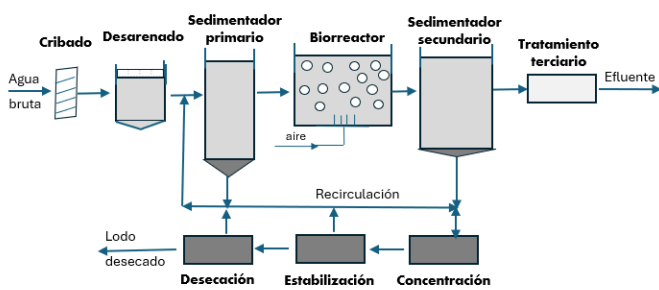 Cribado
Desarenado
Sedimentador
primario
Biorreactor
Sedimentador
secundario
Tratamiento
terciario
Agua
bruta
Efluente
aire
Recirculación
Lodo
desecado
Desecación
Estabilización
Concentración